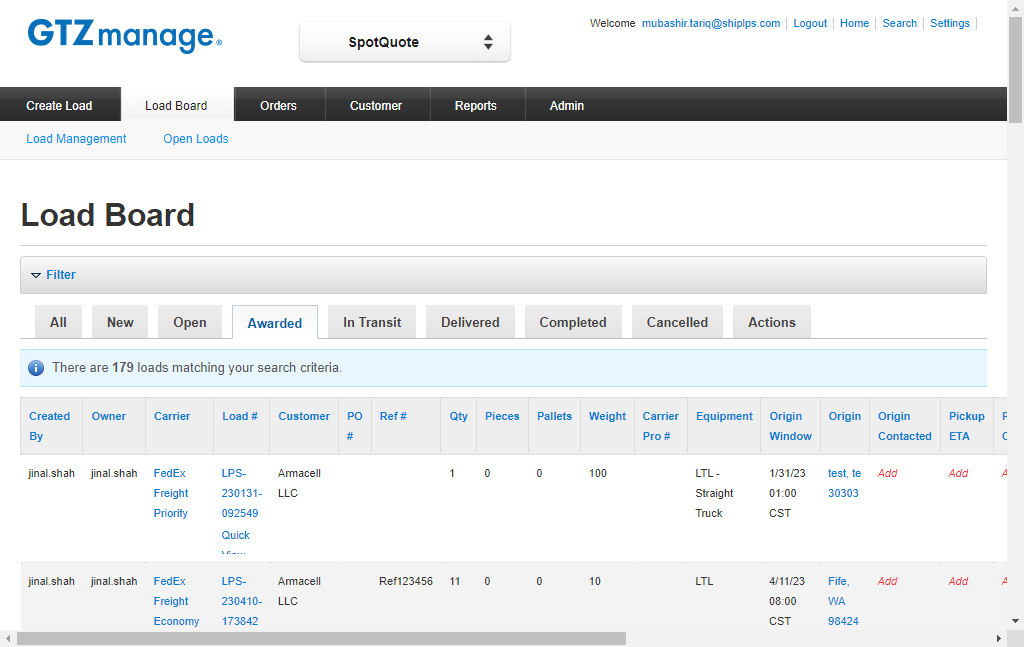 GTZmanage®
SpotQuote
Welcome mubashir.tariq@shiplps.com Logout Home Search Settings
Create Load Load Board Orders Customer Reports Admin
Load Management Open Loads
Load Board
Filter
All New Open Awarded In Transit Delivered Completed Cancelled Actions
There are 179 loads matching your search criteria.
Created By Owner Carrier Load # Customer PO # Ref # Qty Pieces Pallets Weight Carrier Pro # Equipment Origin Window Origin Origin Contacted Pickup ETA
jinal.shah jinal.shah FedEx LPS- Armacell 1 0 0 100 LTL - 1/31/23 test, te Add Add
Freight 230131- LLC Straight 01:00 30303
Priority 092549 Truck CST
Quick
View
jinal.shah jinal.shah FedEx LPS- Armacell Ref123456 11 0 0 10 LTL 4/11/23 Fife, Add Add
Freight 230410- LLC 08:00 WA
Economy 173842 CST 98424